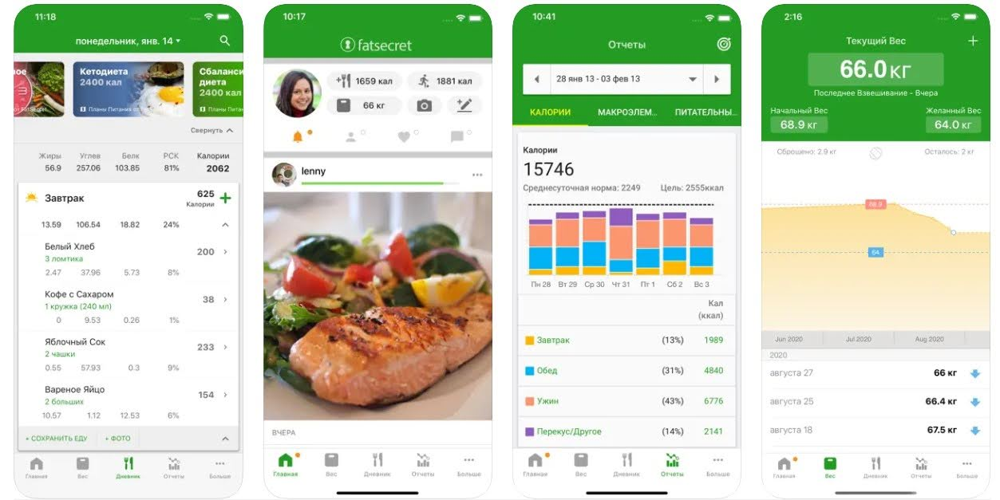 11:18
понедельник, янв. 14
ное
FatSecret
Кетодиета
2400 кал
Планы Питания от
Сбаланси
диета
2400 кал
Планы Питан
Свернуть
Жиры Углев Белк РСК Калории
56.9 257.06 103.85 81% 2062
Завтрак 625
Калории
13.59 106.54 18.82 24%
Белый Хлеб 200
3 ломтика
2.47 37.96 5.73 8%
Кофе с Сахаром 38
1 кружка (240 мл)
0 9.53 0.26 1%
Яблочный Сок 233
2 чашки
0.55 57.93 0.3 9%
Вареное Яйцо 154
2 больших
10.57 1.12 12.53 6%
+ СОХРАНИТЬ ЕДУ + ФОТО
Главная Вес Дневник Отчеты Больше
10:17
fatsecret
1659 кал 1881 кал
66 кг
lenny
ВЧЕРА
Главная Вес Дневник Отчеты Больше
10:41
Отчеты
28 янв 13 - 03 фев 13
КАЛОРИИ МАКРОЭЛЕМ... ПИТАТЕЛЬНЫ...
Калории
15746
Среднесуточная норма: 2249 Цель: 2555ккал
Пн 28 Вт 29 Ср 30 Чт 31 Пт 1 Сб 2 Вс 3
Кал
(ккал)
Завтрак (13%) 1989
Обед (31%) 4840
Ужин (43%) 6776
Перекус/Другое (14%) 2141
Главная Вес Дневник Отчеты Больше
2:16
Текущий Вес
66.0 кг
Последнее Взвешивание - Вчера
Начальный Вес Желанный Вес
68.9 кг 64.0 кг
Сброшено: 2.9 кг Осталось: 2 кг
68.9
64
Jun 2020 Jul 2020 Aug 2020
2020
августа 27 66 кг
августа 25 66.4 кг
августа 18 67.5 кг
Главная Вес Дневник Отчеты Больше